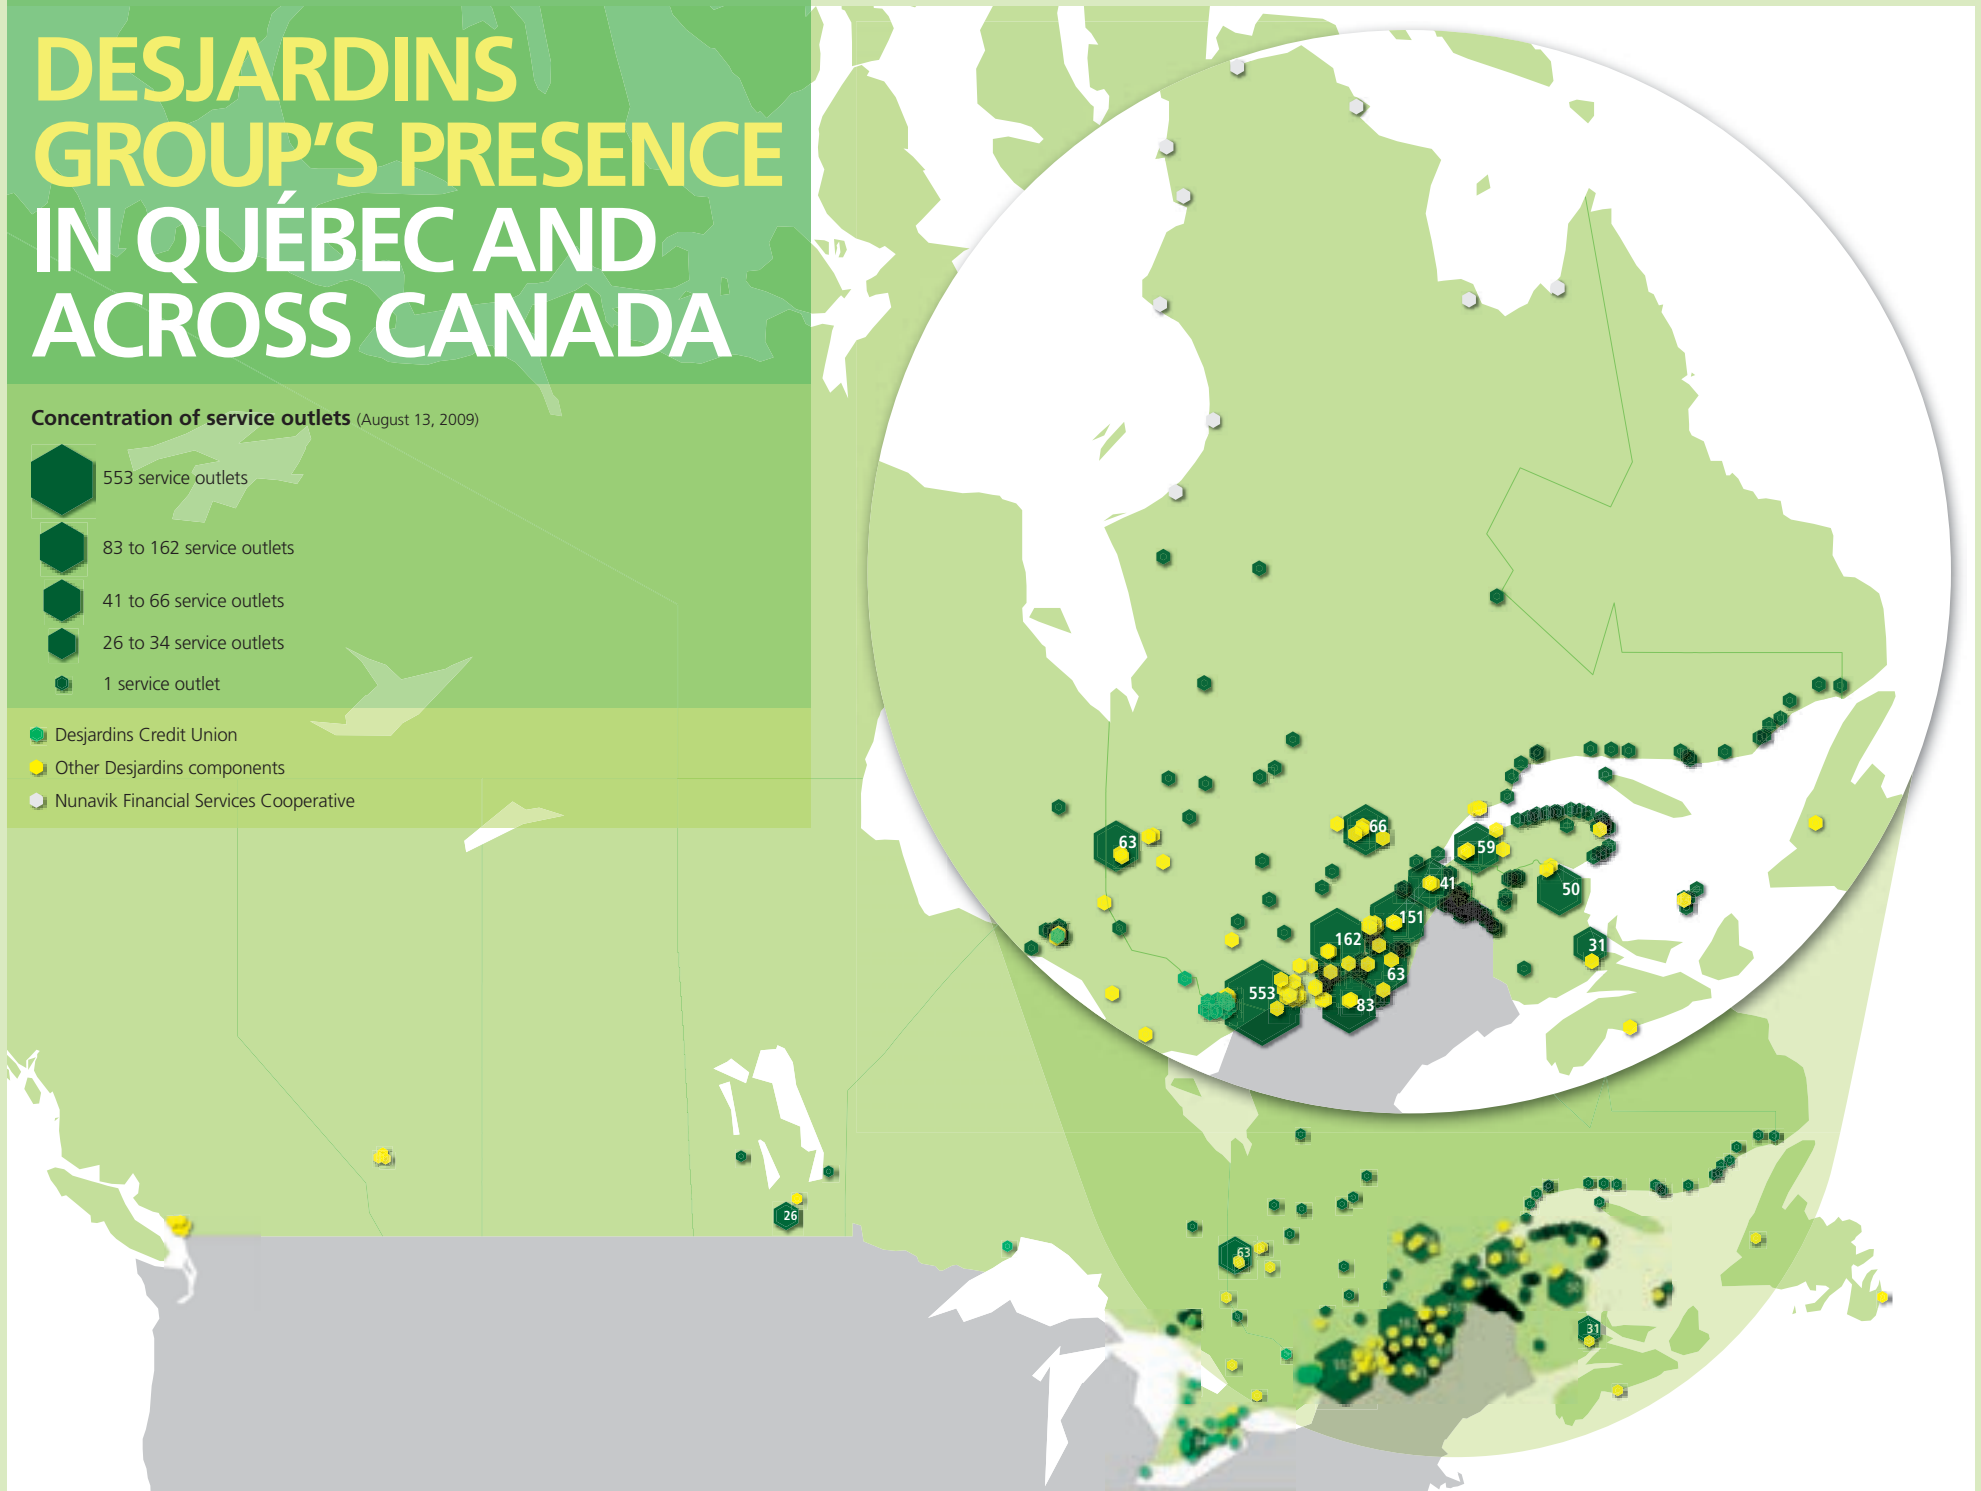 DESJARDINS
GROUP'S PRESENCE
IN QUÉBEC AND
ACROSS CANADA
Concentration of service outlets (August 13, 2009)
553 service outlets
83 to 162 service outlets
41 to 66 service outlets
26 to 34 service outlets
1 service outlet
Desjardins Credit Union
Other Desjardins components
Nunavik Financial Services Cooperative
63
66
59
41
50
151
162
31
63
553
83
26
63
31